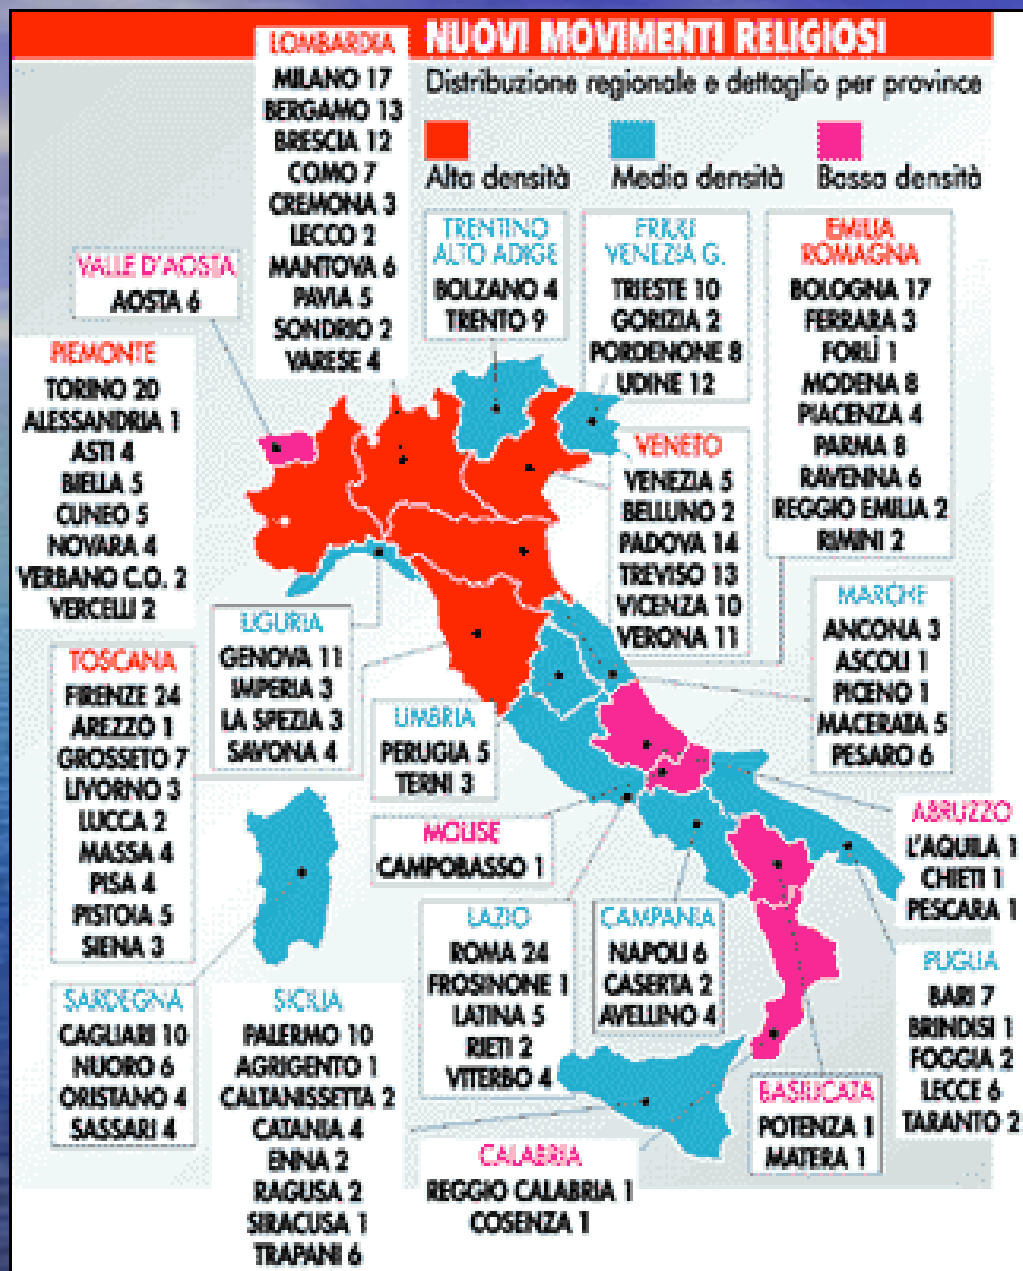 NUOVI MOVIMENTI RELIGIOSI
Distribuzione regionale e dettaglio per province
Alta densità
Media densità
Bassa densità
LOMBARDIA
MILANO 17
BERGAMO 13
BRESCIA 12
COMO 7
CREMONA 3
LECCO 2
MANTOVA 6
PAVIA 5
SONDRIO 2
VARESE 4
TRENTINO
ALTO ADIGE
BOLZANO 4
TRENTO 9
FRIULI
VENEZIA G.
TRIESTE 10
GORIZIA 2
PORDENONE 8
UDINE 12
EMILIA
ROMAGNA
BOLOGNA 17
FERRARA 3
FORLÌ 1
MODENA 8
PIACENZA 4
PARMA 8
RAVENNA 6
REGGIO EMILIA 2
RIMINI 2
VALLE D'AOSTA
AOSTA 6
PIEMONTE
TORINO 20
ALESSANDRIA 1
ASTI 4
BIELLA 5
CUNEO 5
NOVARA 4
VERBANO C.O. 2
VERCELLI 2
VENETO
VENEZIA 5
BELLUNO 2
PADOVA 14
TREVISO 13
VICENZA 10
VERONA 11
LIGURIA
GENOVA 11
IMPERIA 3
LA SPEZIA 3
SAVONA 4
MARCHE
ANCONA 3
ASCOLI 1
PICENO 1
MACERATA 5
PESARO 6
TOSCANA
FIRENZE 24
AREZZO 1
GROSSETO 7
LIVORNO 3
LUCCA 2
MASSA 4
PISA 4
PISTOIA 5
SIENA 3
UMBRIA
PERUGIA 5
TERNI 3
MOLISE
CAMPOBASSO 1
ABRUZZO
L'AQUILA 1
CHIETI 1
PESCARA 1
LAZIO
ROMA 24
FROSINONE 1
LATINA 5
RIETI 2
VITERBO 4
CAMPANIA
NAPOLI 6
CASERTA 2
AVELLINO 4
PUGLIA
BARI 7
BRINDISI 1
FOGGIA 2
LECCE 6
TARANTO 2
SARDEGNA
CAGLIARI 10
NUORO 6
ORISTANO 4
SASSARI 4
SICILIA
PALERMO 10
AGRIGENTO 1
CALTANISSETTA 2
CATANIA 4
ENNA 2
RAGUSA 2
SIRACUSA 1
TRAPANI 6
BASILICATA
POTENZA 1
MATERA 1
CALABRIA
REGGIO CALABRIA 1
COSENZA 1